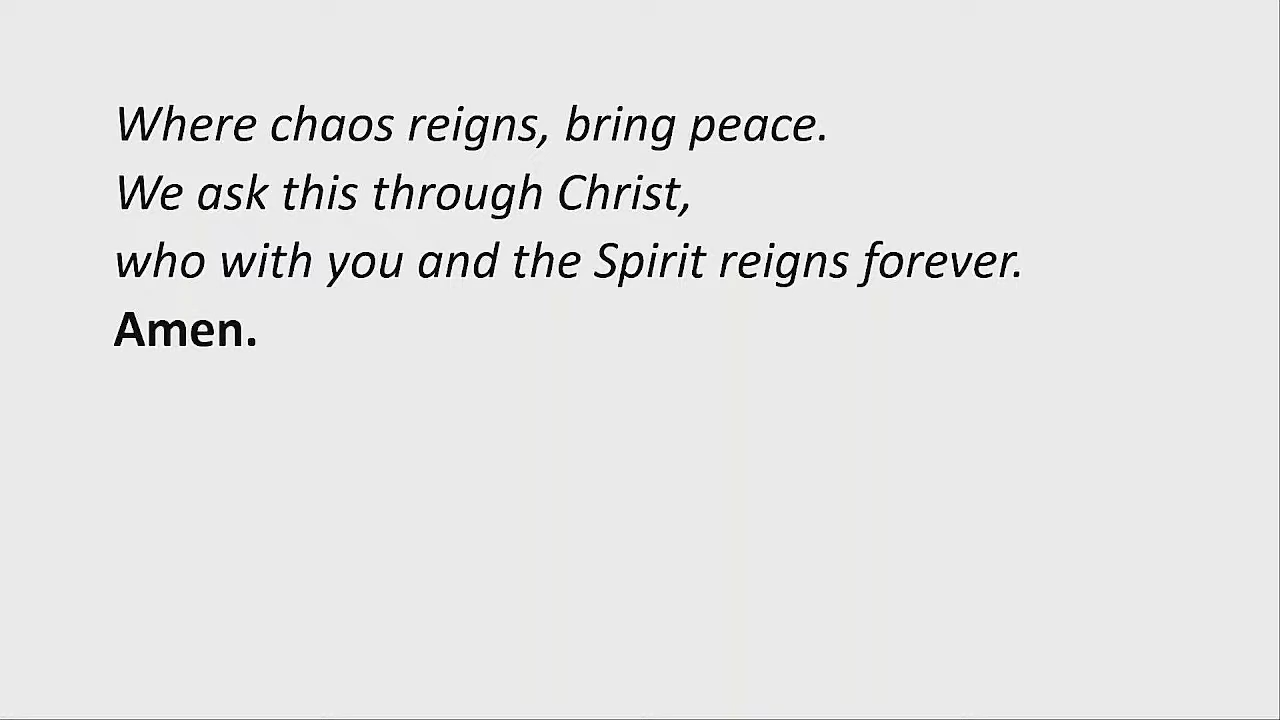 Where chaos reigns, bring peace.
We ask this through Christ,
who with you and the Spirit reigns forever.
Amen.